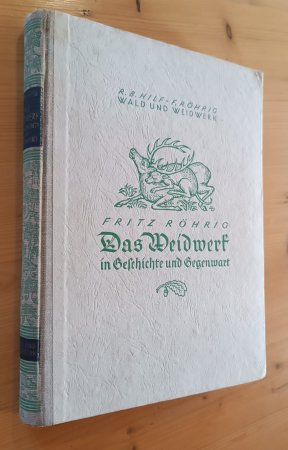 R.B.HILF-F.RÖHRIG
WALD UND WEIDWERK
FRITZ RÖHRIG
Das Weidwerk
in Geschichte und Gegenwart